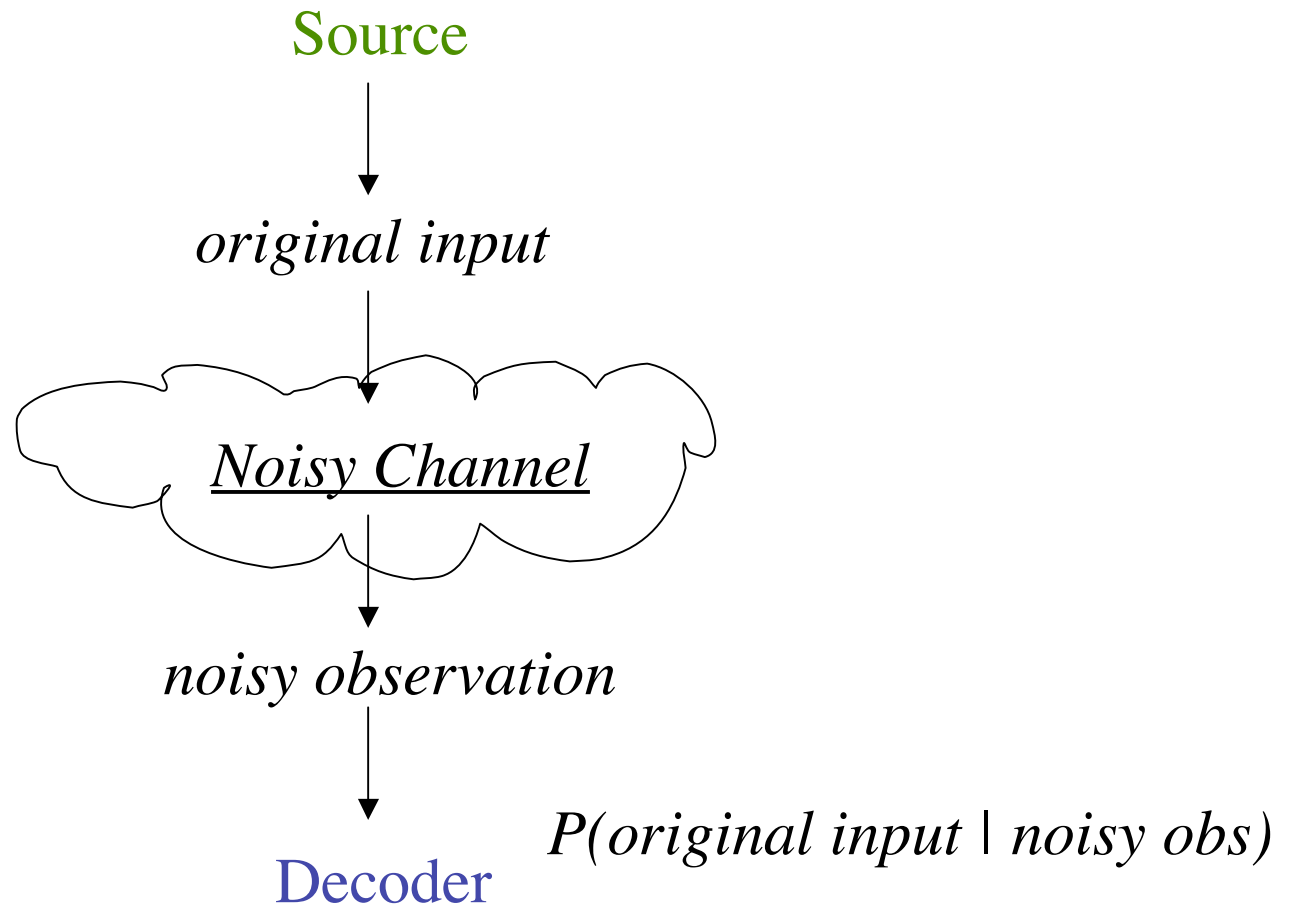 Source
original input
Noisy Channel
noisy observation
P(original input | noisy obs)
Decoder